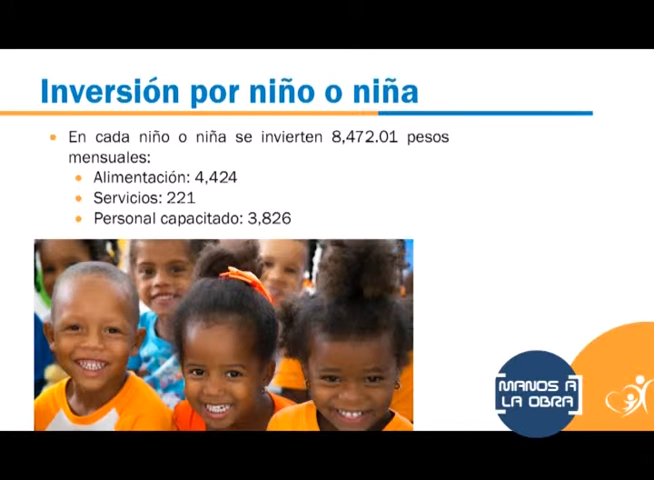 Inversión por niño o niña
En cada niño o niña se invierten 8,472.01 pesos
mensuales:
Alimentación: 4,424
Servicios: 221
Personal capacitado: 3,826
MANOS A
LA OBRA